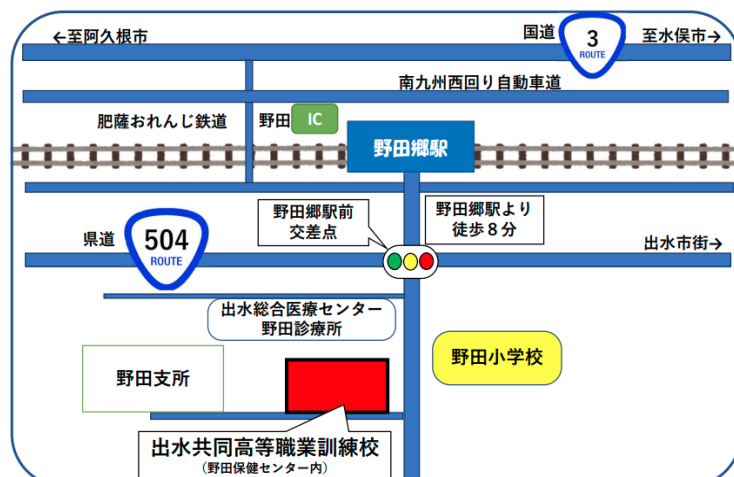 ←至阿久根市
国道
3
ROUTE
至水俣市→
南九州西回り自動車道
肥薩おれんじ鉄道
野田
IC
野田郷駅
野田郷駅前
交差点
野田郷駅より
徒歩８分
県道
504
ROUTE
出水市街→
出水総合医療センター
野田診療所
野田支所
野田小学校
出水共同高等職業訓練校
（野田保健センター内）